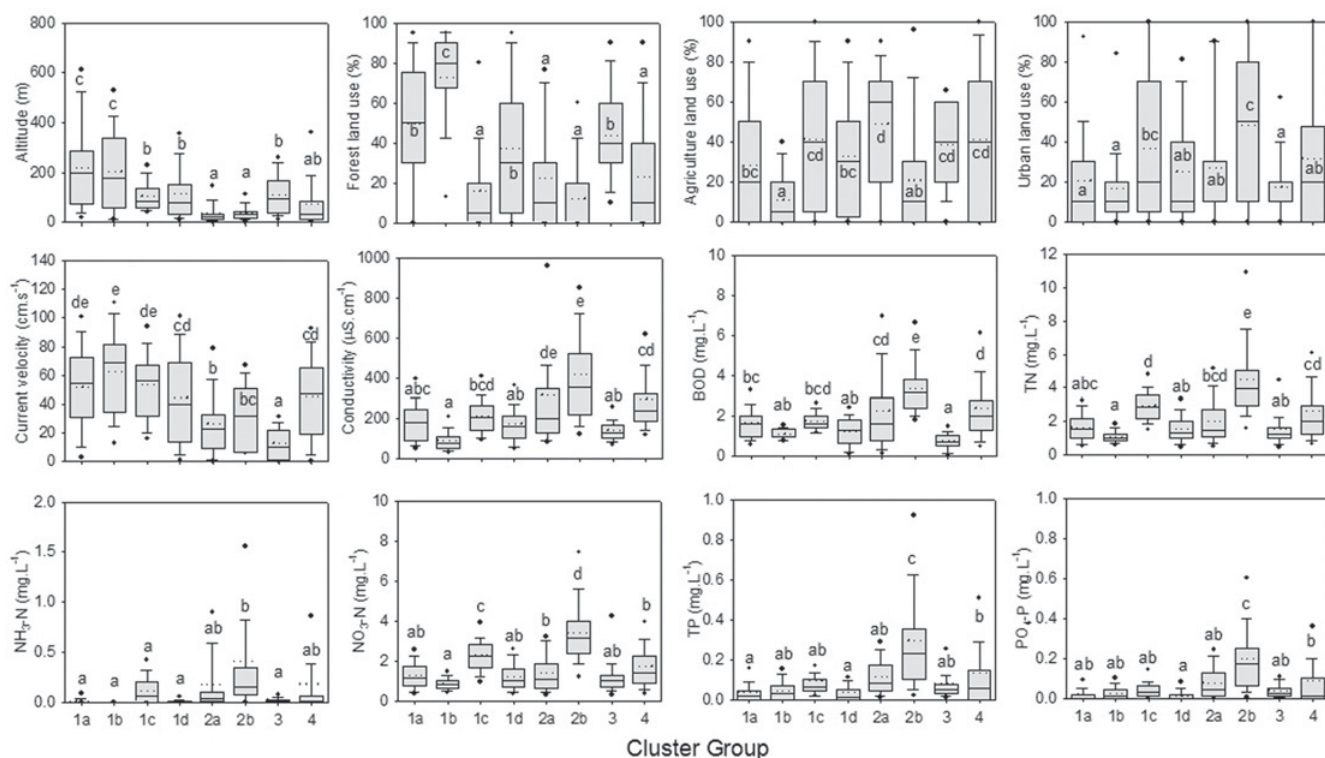 Altitude (m)
800
600
400
200
0
c
c
b
b
a
a
b
ab
Forest land use (%)
100
80
60
40
20
0
b
c
a
b
a
a
b
a
Agriculture land use (%)
100
80
60
40
20
0
bc
a
cd
bc
d
ab
cd
cd
Urban land use (%)
100
80
60
40
20
0
a
a
bc
ab
ab
c
a
ab
Current velocity (cm.s⁻¹)
140
120
100
80
60
40
20
0
de
e
de
cd
b
bc
a
cd
Conductivity (µS.cm⁻¹)
1000
800
600
400
200
0
abc
a
bcd
ab
de
e
ab
cd
BOD (mg.L⁻¹)
10
8
6
4
2
0
bc
ab
bcd
ab
cd
e
a
d
TN (mg.L⁻¹)
12
10
8
6
4
2
0
abc
a
d
ab
bcd
e
ab
cd
NH₃-N (mg.L⁻¹)
2.0
1.5
1.0
0.5
0.0
a
a
a
a
ab
b
a
ab
1a 1b 1c 1d 2a 2b 3 4
NO₃-N (mg.L⁻¹)
10
8
6
4
2
0
ab
a
c
ab
b
d
ab
b
1a 1b 1c 1d 2a 2b 3 4
TP (mg.L⁻¹)
1.0
0.8
0.6
0.4
0.2
0.0
a
ab
ab
a
ab
c
ab
b
1a 1b 1c 1d 2a 2b 3 4
PO₄-P (mg.L⁻¹)
1.0
0.8
0.6
0.4
0.2
0.0
ab
ab
ab
a
b
c
ab
b
1a 1b 1c 1d 2a 2b 3 4
Cluster Group